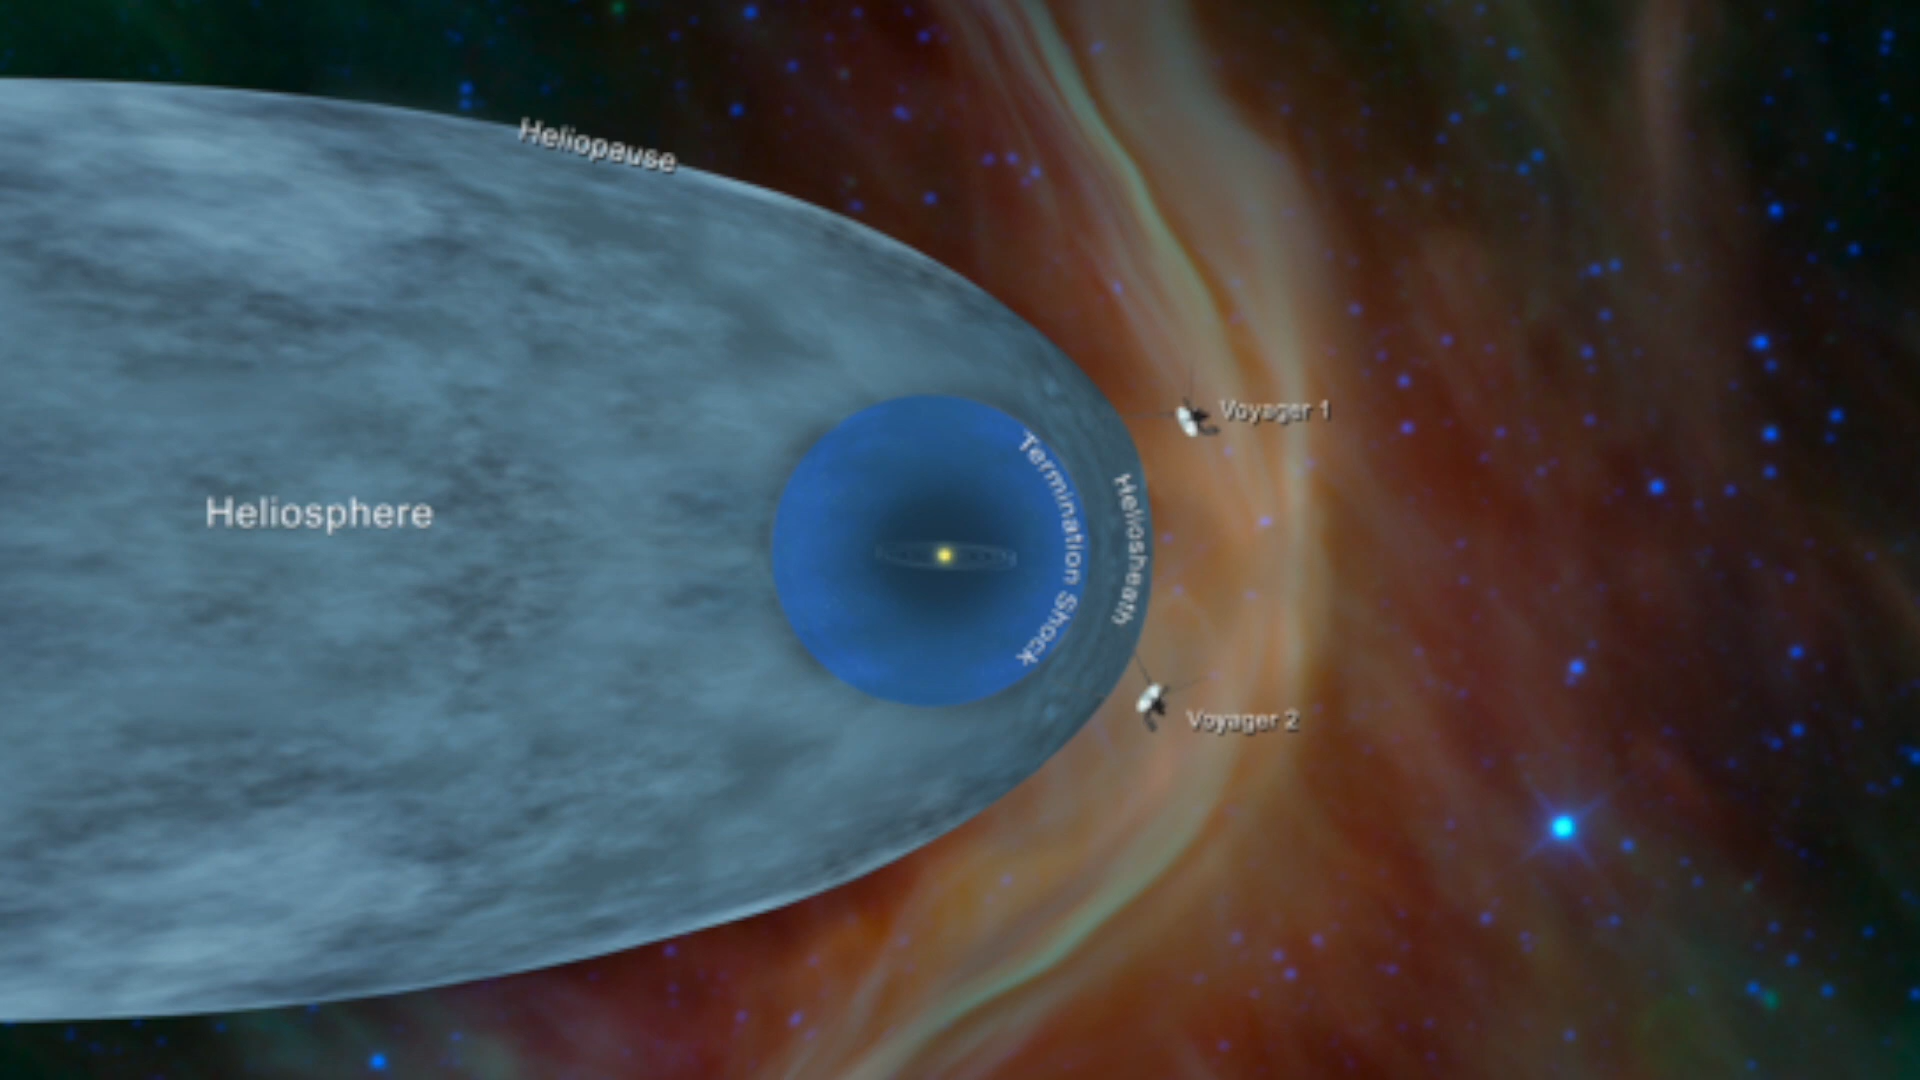 Heliopause
Voyager 1
Termination Shock
Heliosheath
Heliosphere
Voyager 2